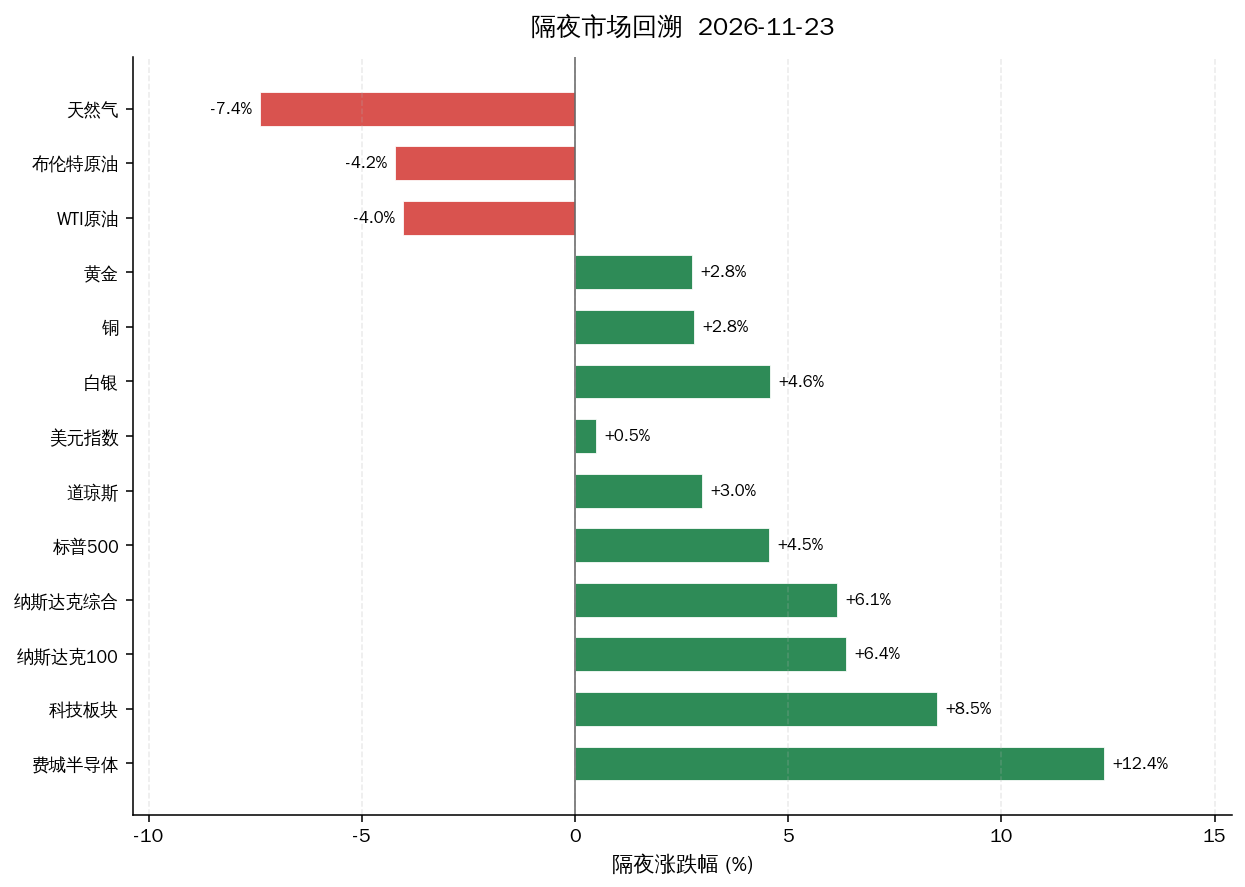 隔夜市场回溯 2026-11-23
天然气 -7.4%
布伦特原油 -4.2%
WTI原油 -4.0%
黄金 +2.8%
铜 +2.8%
白银 +4.6%
美元指数 +0.5%
道琼斯 +3.0%
标普500 +4.5%
纳斯达克综合 +6.1%
纳斯达克100 +6.4%
科技板块 +8.5%
费城半导体 +12.4%
-10 -5 0 5 10 15
隔夜涨跌幅 (%)